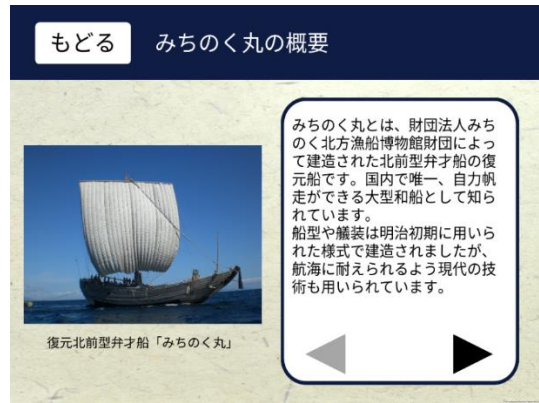 もどる
みちのく丸の概要
みちのく丸とは、財団法人みち
のく北方漁船博物館財団によっ
て建造された北前型弁才船の復
元船です。国内で唯一、自力帆
走ができる大型和船として知ら
れています。
船型や艤装は明治初期に用いら
れた様式で建造されましたが、
航海に耐えられるよう現代の技
術も用いられています。
復元北前型弁才船「みちのく丸」